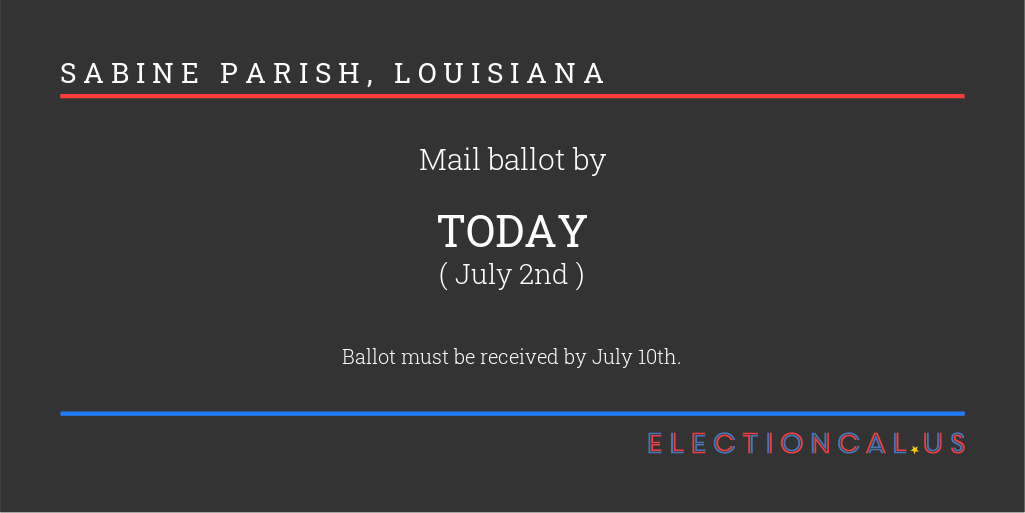 SABINE PARISH, LOUISIANA
Mail ballot by
TODAY
( July 2nd )
Ballot must be received by July 10th.
ELECTIONCAL.US